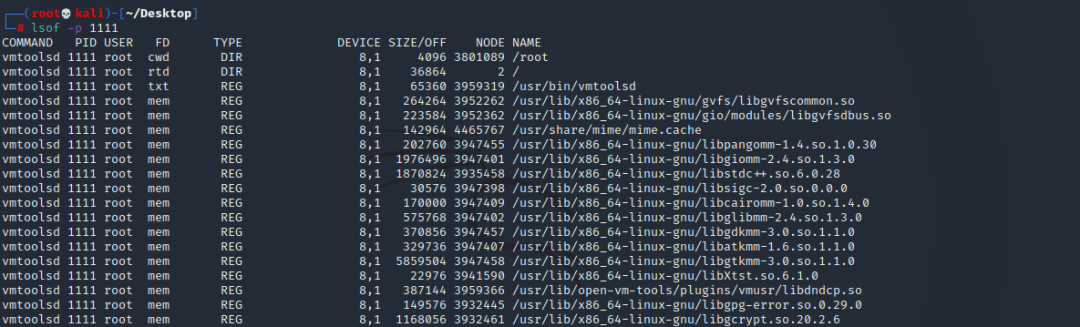 (root💀kali)-[~/Desktop]
# lsof -p 1111
COMMAND PID USER FD TYPE DEVICE SIZE/OFF NODE NAME
vmtoolsd 1111 root cwd DIR 8,1 4096 3801089 /root
vmtoolsd 1111 root rtd DIR 8,1 36864 2 /
vmtoolsd 1111 root txt REG 8,1 65360 3959319 /usr/bin/vmtoolsd
vmtoolsd 1111 root mem REG 8,1 264264 3952262 /usr/lib/x86_64-linux-gnu/gvfs/libgvfscommon.so
vmtoolsd 1111 root mem REG 8,1 223584 3952362 /usr/lib/x86_64-linux-gnu/gio/modules/libgvfsdbus.so
vmtoolsd 1111 root mem REG 8,1 142964 4465767 /usr/share/mime/mime.cache
vmtoolsd 1111 root mem REG 8,1 202760 3947455 /usr/lib/x86_64-linux-gnu/libpangomm-1.4.so.1.0.30
vmtoolsd 1111 root mem REG 8,1 1976496 3947401 /usr/lib/x86_64-linux-gnu/libgiomm-2.4.so.1.3.0
vmtoolsd 1111 root mem REG 8,1 1870824 3935458 /usr/lib/x86_64-linux-gnu/libstdc++.so.6.0.28
vmtoolsd 1111 root mem REG 8,1 30576 3947398 /usr/lib/x86_64-linux-gnu/libsigc-2.0.so.0.0.0
vmtoolsd 1111 root mem REG 8,1 170000 3947409 /usr/lib/x86_64-linux-gnu/libcairomm-1.0.so.1.4.0
vmtoolsd 1111 root mem REG 8,1 575768 3947402 /usr/lib/x86_64-linux-gnu/libglibmm-2.4.so.1.3.0
vmtoolsd 1111 root mem REG 8,1 370856 3947457 /usr/lib/x86_64-linux-gnu/libgdkmm-3.0.so.1.1.0
vmtoolsd 1111 root mem REG 8,1 329736 3947407 /usr/lib/x86_64-linux-gnu/libatkmm-1.6.so.1.1.0
vmtoolsd 1111 root mem REG 8,1 5859504 3947458 /usr/lib/x86_64-linux-gnu/libgtkmm-3.0.so.1.1.0
vmtoolsd 1111 root mem REG 8,1 22976 3941590 /usr/lib/x86_64-linux-gnu/libXtst.so.6.1.0
vmtoolsd 1111 root mem REG 8,1 387144 3959366 /usr/lib/open-vm-tools/plugins/vmusr/libdndcp.so
vmtoolsd 1111 root mem REG 8,1 149576 3932445 /usr/lib/x86_64-linux-gnu/libgpg-error.so.0.29.0
vmtoolsd 1111 root mem REG 8,1 1168056 3932461 /usr/lib/x86_64-linux-gnu/libgcrypt.so.20.2.6